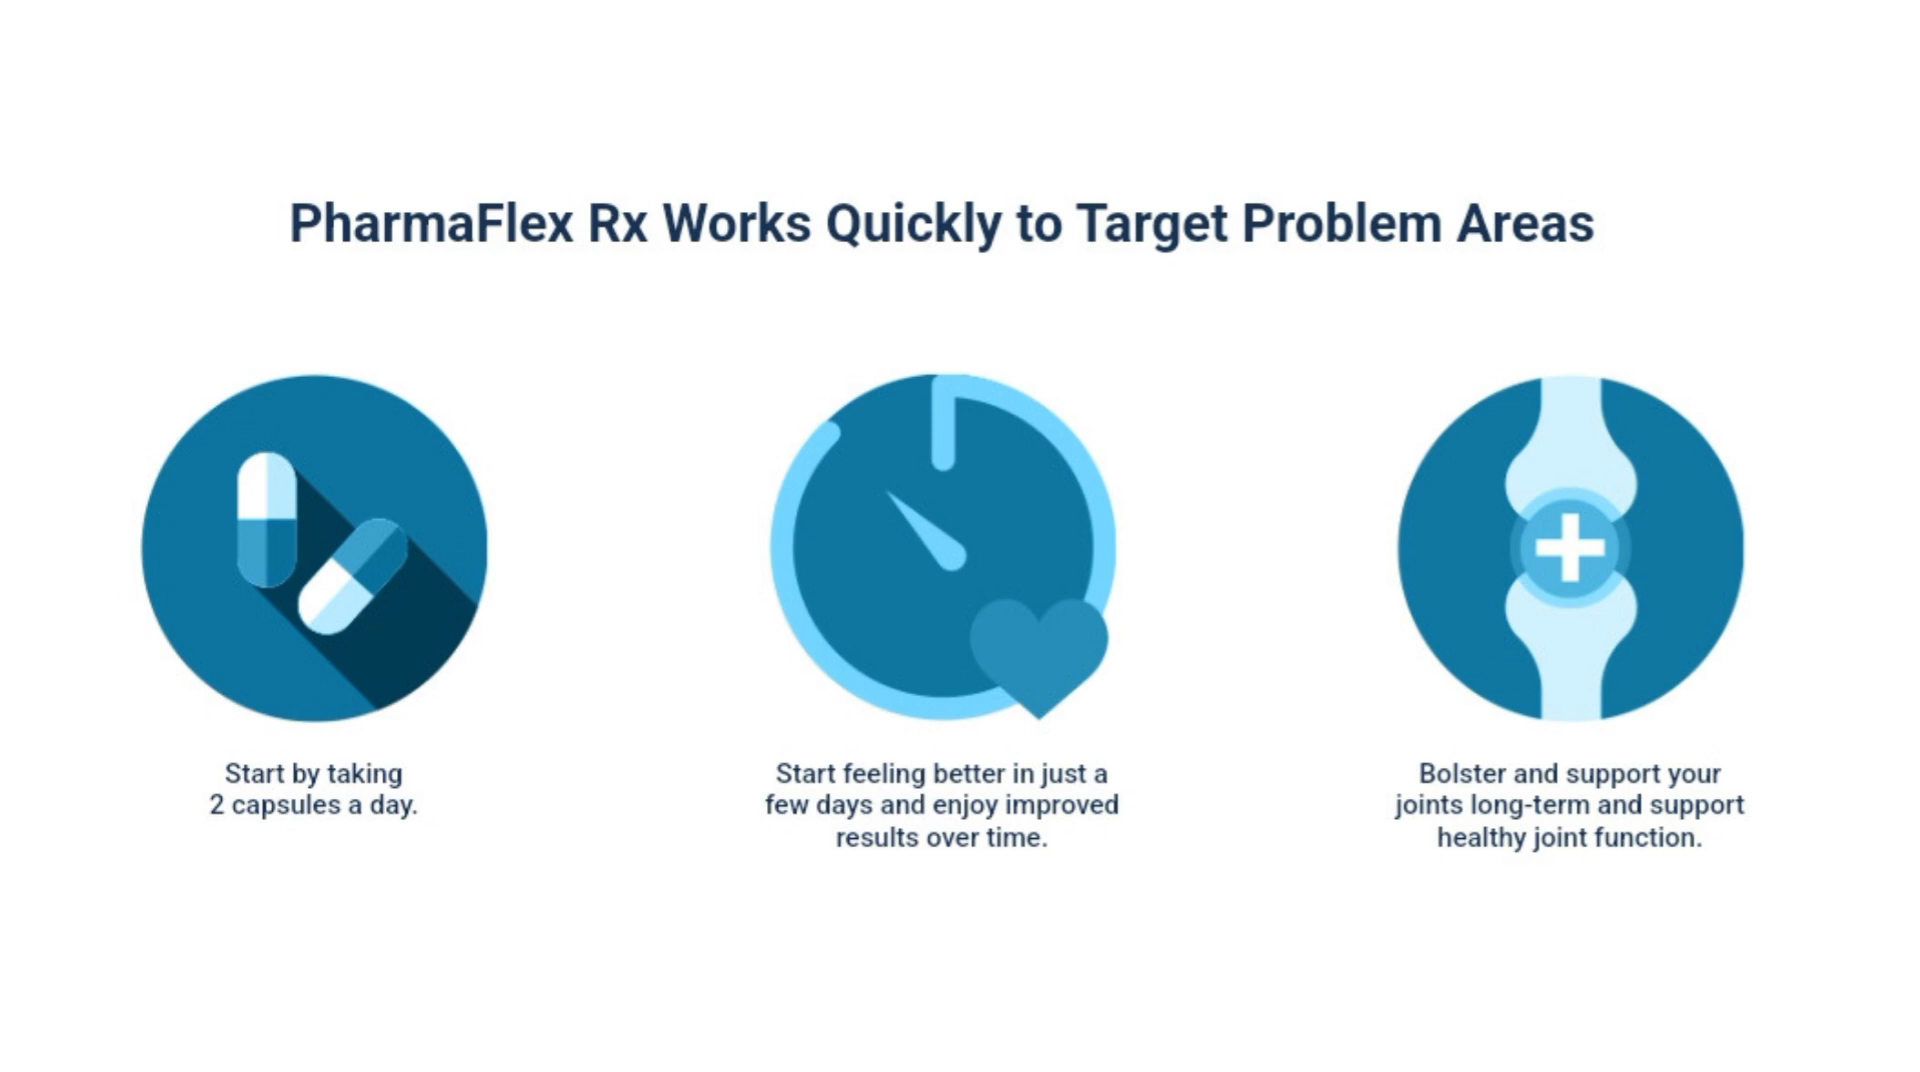 PharmaFlex Rx Works Quickly to Target Problem Areas
Start by taking
2 capsules a day.
Start feeling better in just a
few days and enjoy improved
results over time.
Bolster and support your
joints long-term and support
healthy joint function.